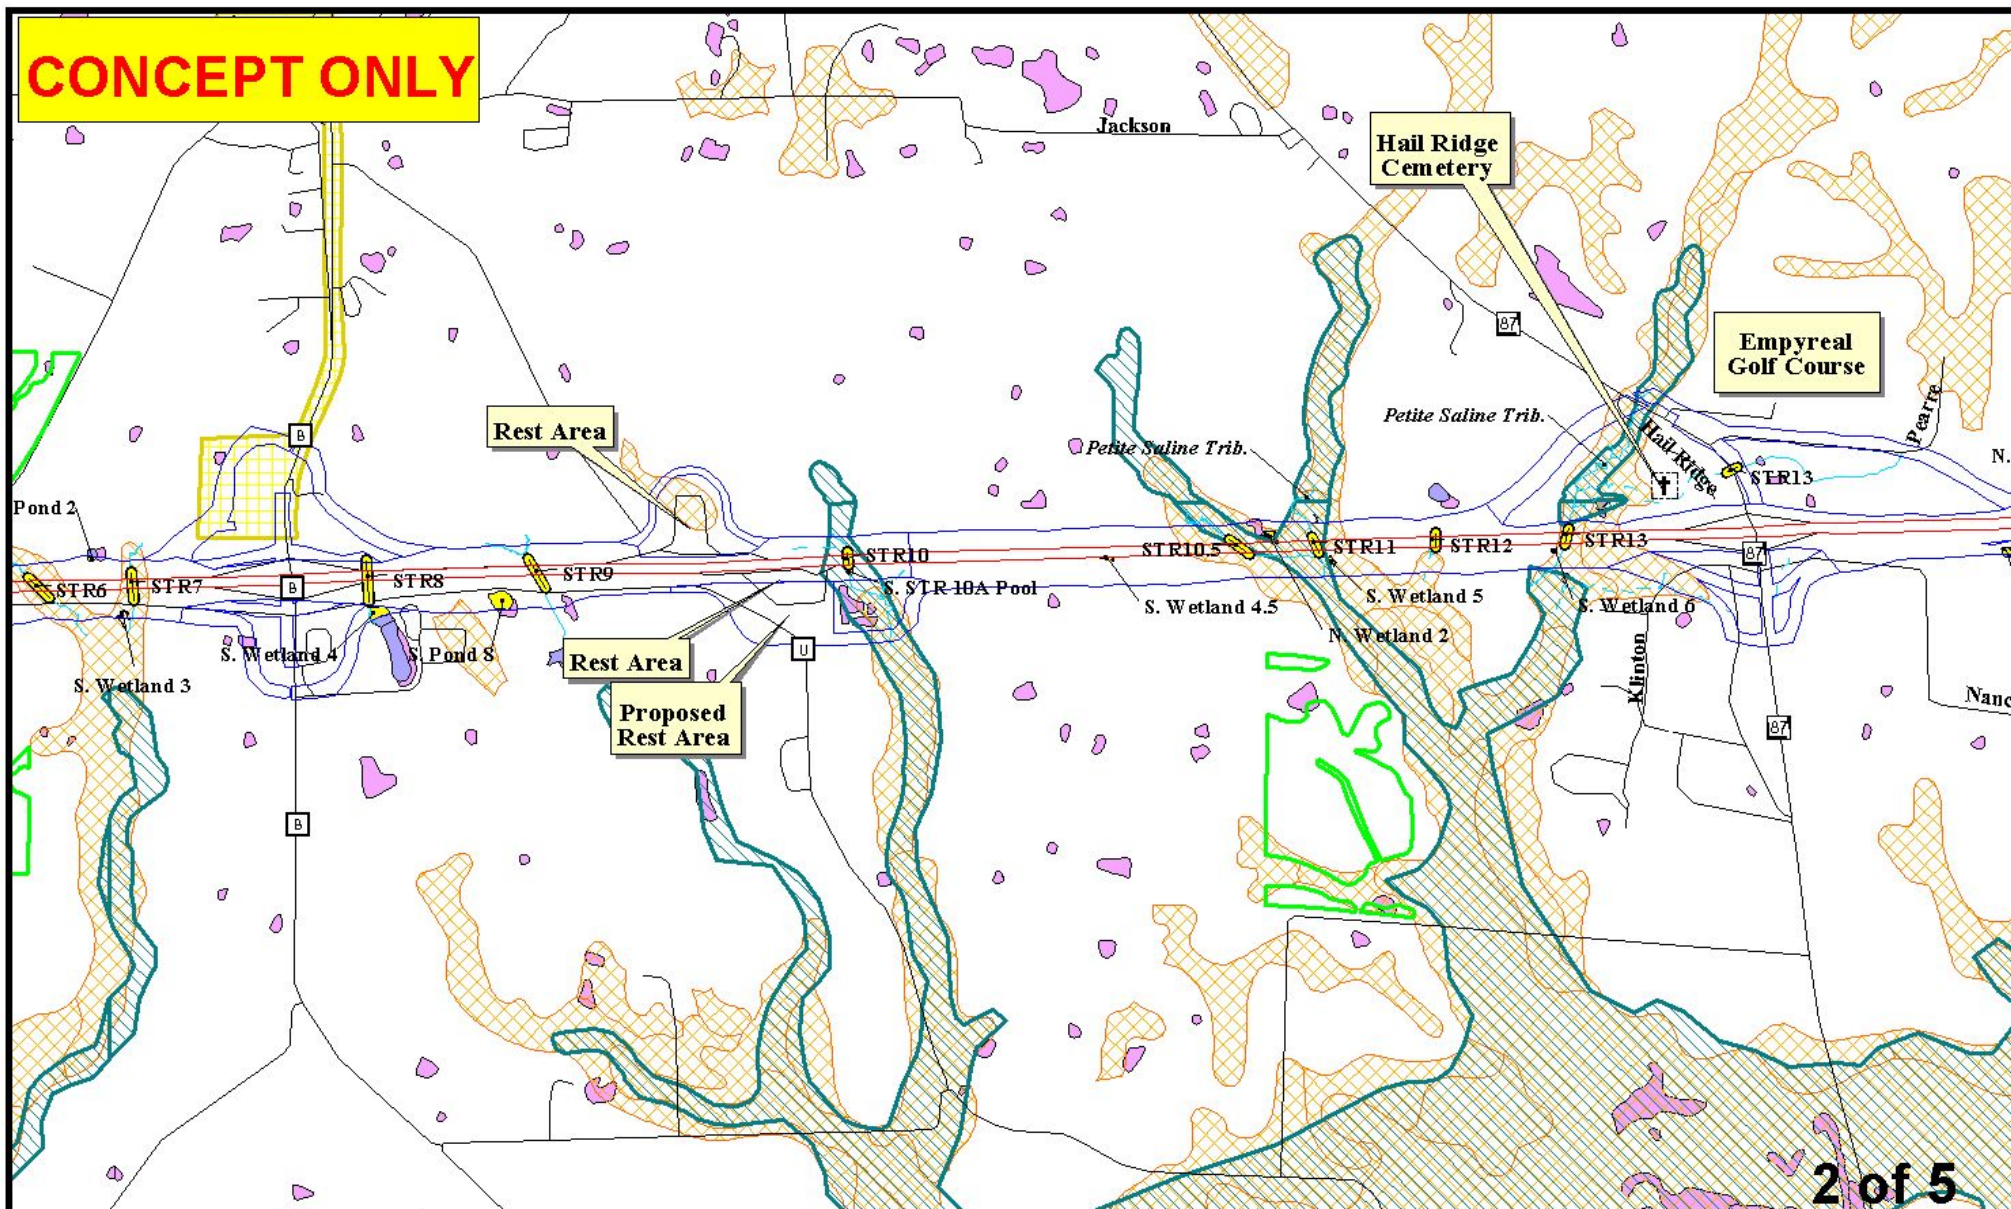 CONCEPT ONLY
Jackson
Hail Ridge
Cemetery
87
Empyreal
Golf Course
Pearre
Petite Saline Trib.
Rest Area
B
Petite Saline Trib.
Hail Ridge
STR13
N.
Pond 2
STR6
STR7
B
STR8
STR9
STR10
S. STR 10A Pool
STR10.5
STR11
STR12
STR13
87
S. Wetland 4.5
S. Wetland 5
S. Wetland 6
N. Wetland 2
S. Wetland 4
S. Pond 8
Rest Area
U
S. Wetland 3
Klinton
Nanc
Proposed
Rest Area
87
B
2 of 5